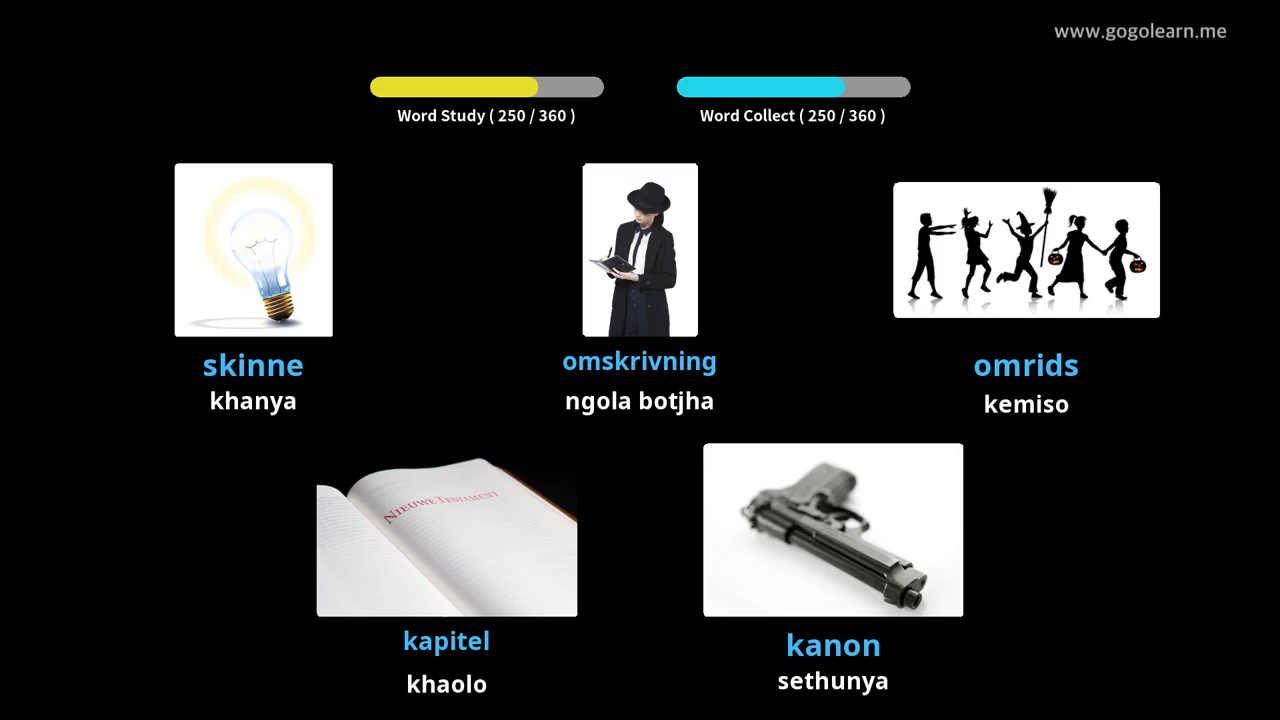 www.gogolearn.me
Word Study ( 250 / 360 )
Word Collect ( 250 / 360 )
skinne
khanya
omskrivning
ngola botjha
omrids
kemiso
NIEUWE TESTAMENT
kapitel
khaolo
kanon
sethunya